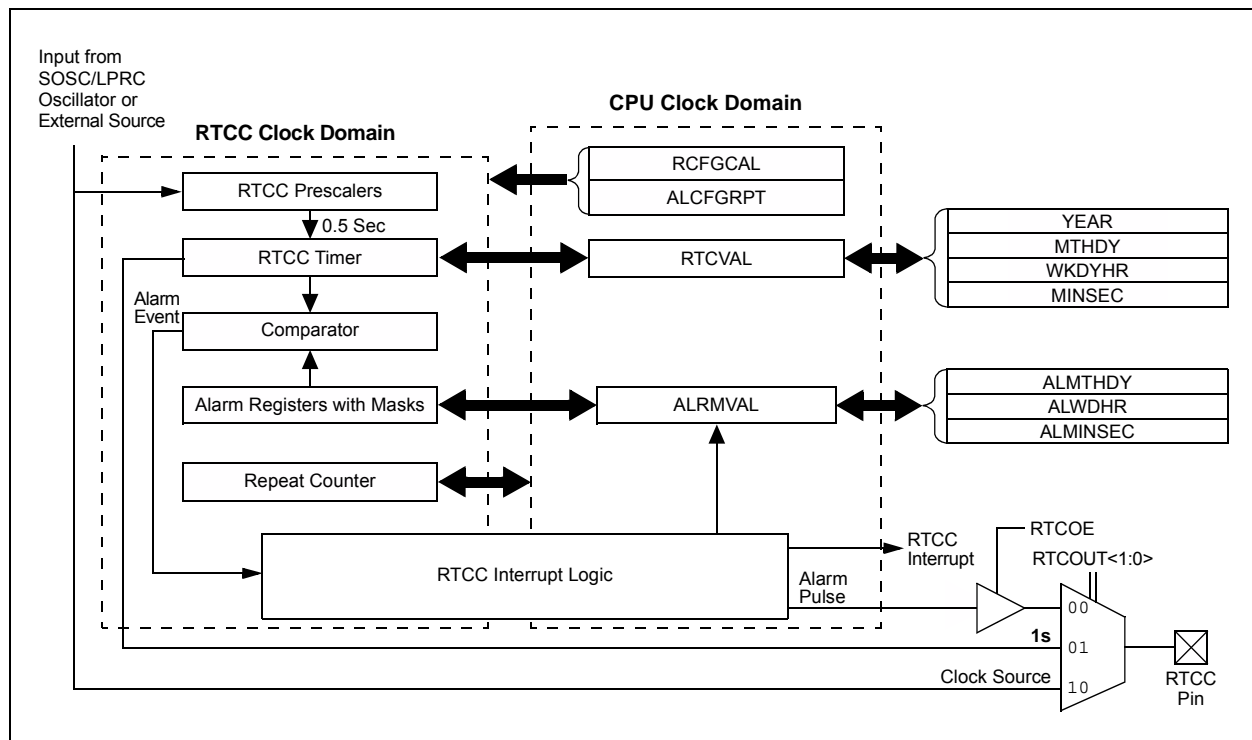 Input from
SOSC/LPRC
Oscillator or
External Source
RTCC Clock Domain
CPU Clock Domain
RTCC Prescalers
0.5 Sec
RTCC Timer
Alarm
Event
Comparator
Alarm Registers with Masks
Repeat Counter
RCFGCAL
ALCFGRPT
RTCVAL
YEAR
MTHDY
WKDYHR
MINSEC
ALRMVAL
ALMTHDY
ALWDHR
ALMINSEC
RTCC Interrupt Logic
RTCC
Interrupt
Alarm
Pulse
RTCOE
RTCOUT<1:0>
00
1s
01
Clock Source
10
RTCC
Pin